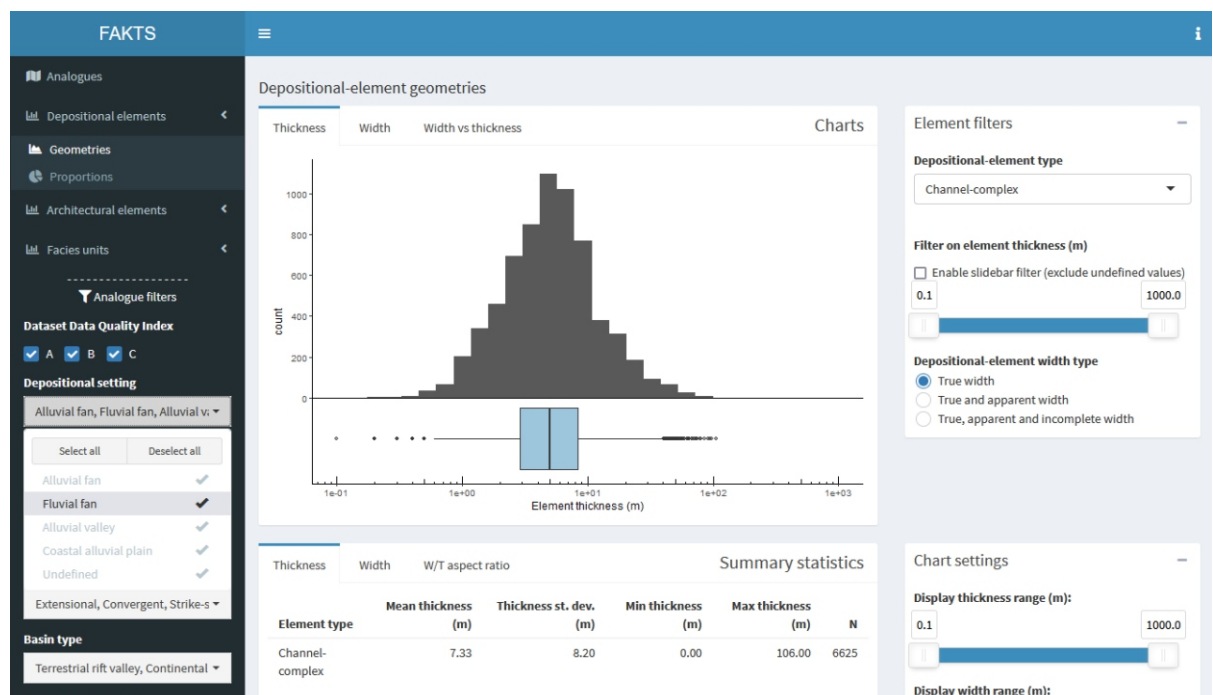 FAKTS
Analogues
Depositional elements
Geometries
Proportions
Architectural elements
Facies units
Analogue filters
Dataset Data Quality Index
A B C
Depositional setting
Alluvial fan, Fluvial fan, Alluvial va
Select all Deselect all
Alluvial fan
Fluvial fan
Alluvial valley
Coastal alluvial plain
Undefined
Extensional, Convergent, Strike-s
Basin type
Terrestrial rift valley, Continental
Depositional-element geometries
Thickness Width Width vs thickness Charts
1000
800
600
400
200
0
count
1e-01 1e+00 1e+01 1e+02 1e+03
Element thickness (m)
Thickness Width W/T aspect ratio Summary statistics
Mean thickness Thickness st. dev. Min thickness Max thickness
Element type (m) (m) (m) (m) N
Channel- 7.33 8.20 0.00 106.00 6625
complex
Element filters
Depositional-element type
Channel-complex
Filter on element thickness (m)
Enable slidebar filter (exclude undefined values)
0.1 1000.0
Depositional-element width type
True width
True and apparent width
True, apparent and incomplete width
Chart settings
Display thickness range (m):
0.1 1000.0
Display width range (m):